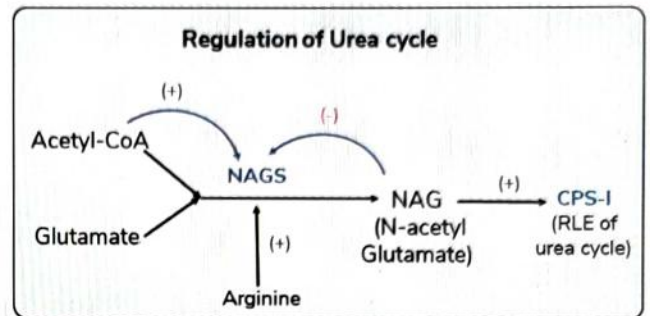 Regulation of Urea cycle
(+)
(-)
Acetyl-CoA
NAGS
NAG
(+)
CPS-I
(N-acetyl
Glutamate)
(RLE of
urea cycle)
Glutamate
(+)
Arginine